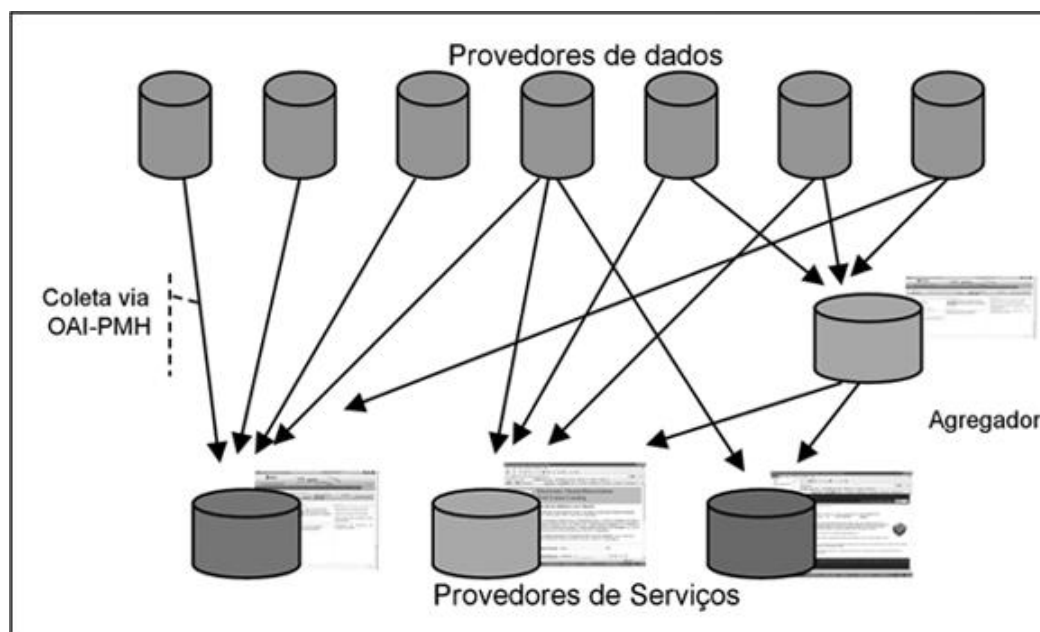 Provedores de dados
Coleta via
OAI-PMH
Agregador
Provedores de Serviços